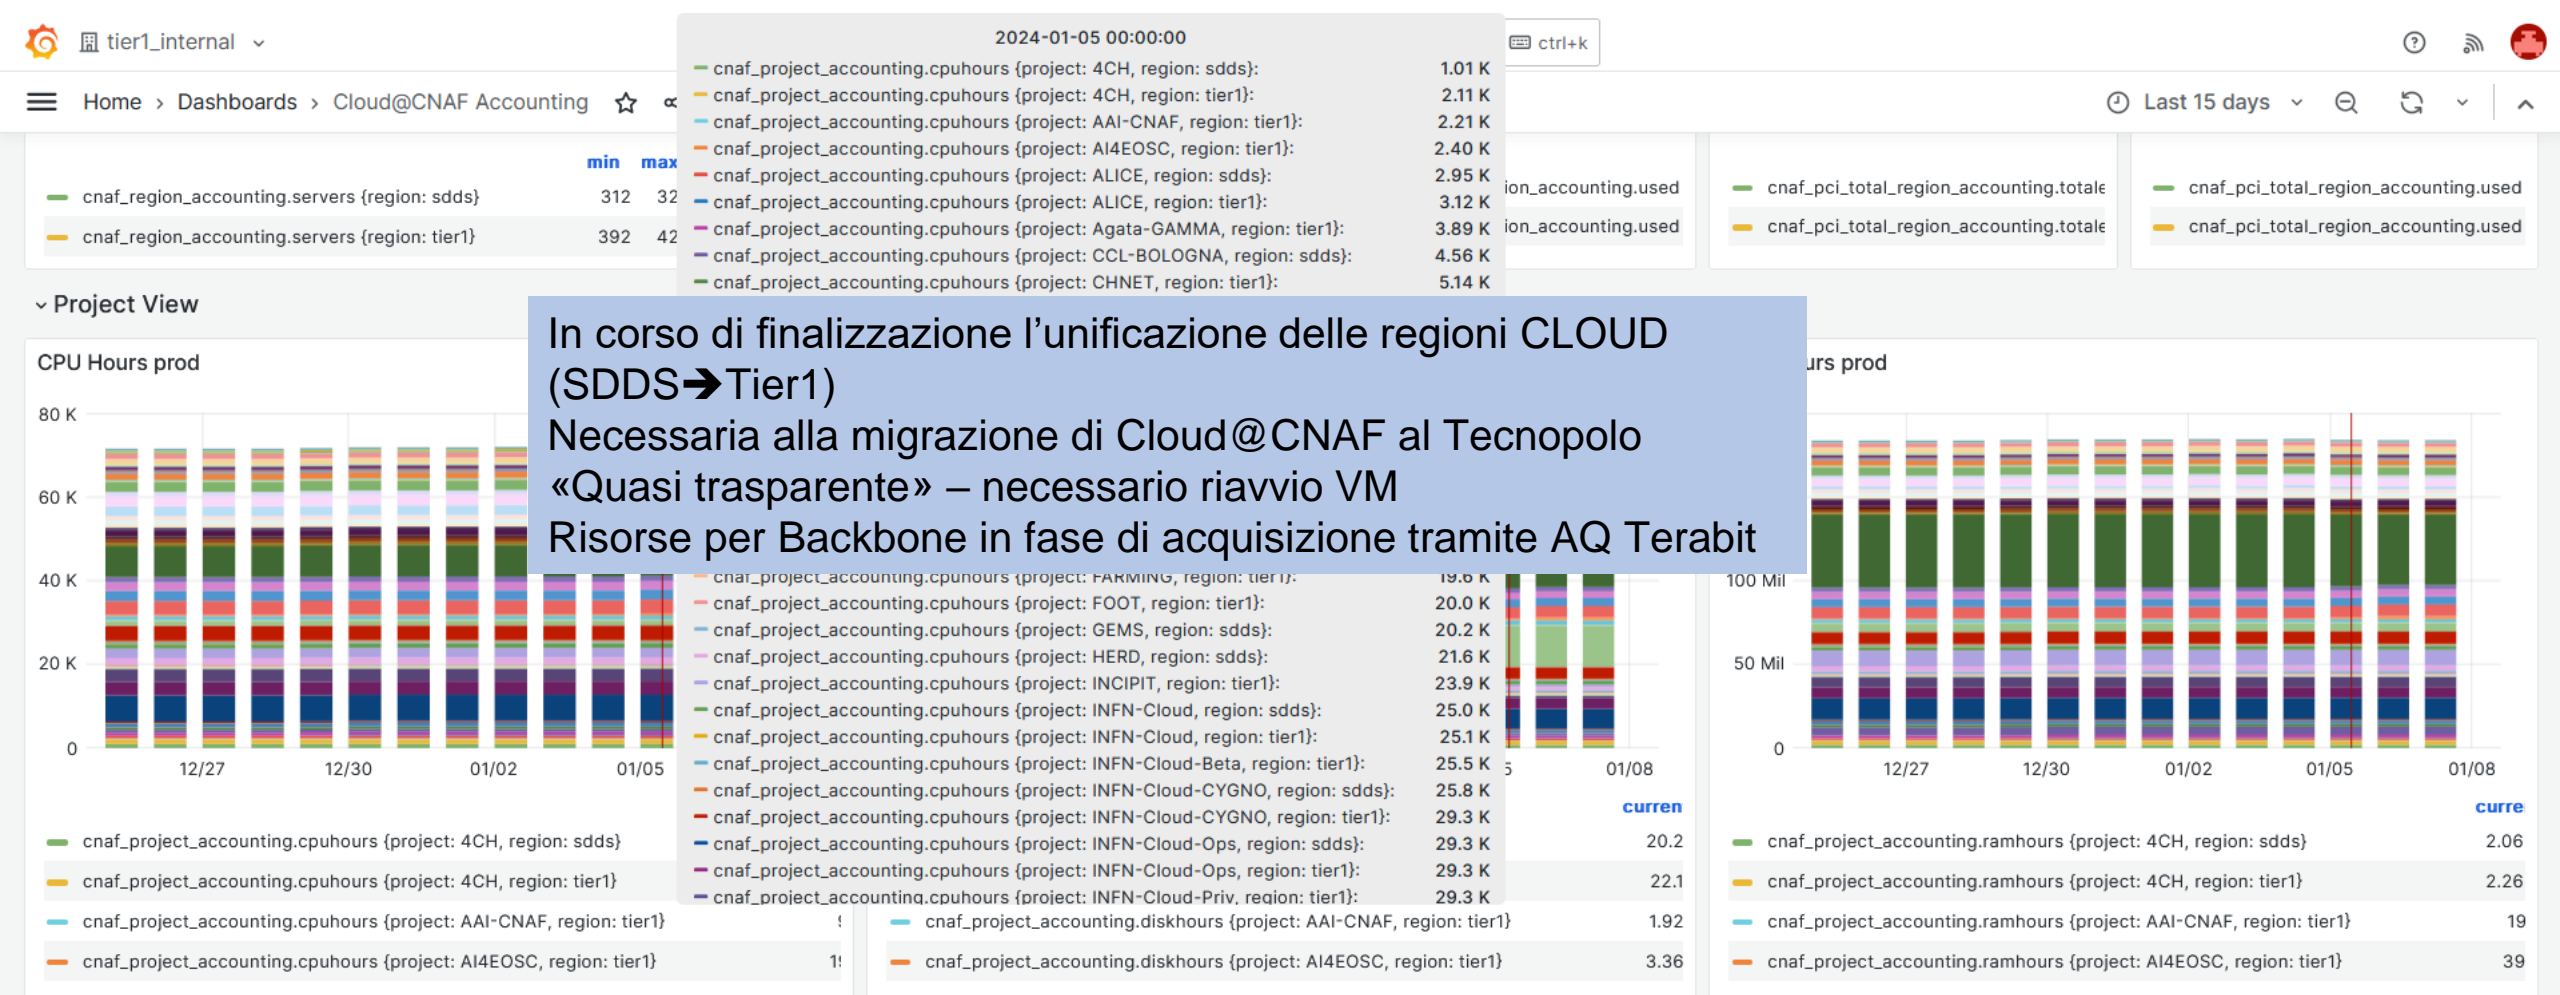 tier1_internal
ctrl+k
Home › Dashboards › Cloud@CNAF Accounting
Last 15 days
2024-01-05 00:00:00
cnaf_project_accounting.cpuhours {project: 4CH, region: sdds}: 1.01 K
cnaf_project_accounting.cpuhours {project: 4CH, region: tier1}: 2.11 K
cnaf_project_accounting.cpuhours {project: AAI-CNAF, region: tier1}: 2.21 K
cnaf_project_accounting.cpuhours {project: AI4EOSC, region: tier1}: 2.40 K
cnaf_project_accounting.cpuhours {project: ALICE, region: sdds}: 2.95 K
cnaf_project_accounting.cpuhours {project: ALICE, region: tier1}: 3.12 K
cnaf_project_accounting.cpuhours {project: Agata-GAMMA, region: tier1}: 3.89 K
cnaf_project_accounting.cpuhours {project: CCL-BOLOGNA, region: sdds}: 4.56 K
cnaf_project_accounting.cpuhours {project: CHNET, region: tier1}: 5.14 K
min max
cnaf_region_accounting.servers {region: sdds} 312 32
cnaf_region_accounting.servers {region: tier1} 392 42
ion_accounting.used
ion_accounting.used
cnaf_pci_total_region_accounting.totale
cnaf_pci_total_region_accounting.totale
cnaf_pci_total_region_accounting.used
cnaf_pci_total_region_accounting.used
Project View
In corso di finalizzazione l’unificazione delle regioni CLOUD
(SDDS➔Tier1)
Necessaria alla migrazione di Cloud@CNAF al Tecnopolo
«Quasi trasparente» – necessario riavvio VM
Risorse per Backbone in fase di acquisizione tramite AQ Terabit
CPU Hours prod
80 K
60 K
40 K
20 K
0
12/27 12/30 01/02 01/05
cnaf_project_accounting.cpuhours {project: 4CH, region: sdds}
cnaf_project_accounting.cpuhours {project: 4CH, region: tier1}
cnaf_project_accounting.cpuhours {project: AAI-CNAF, region: tier1}
cnaf_project_accounting.cpuhours {project: AI4EOSC, region: tier1}
cnaf_project_accounting.cpuhours {project: FARMING, region: tier1}: 19.6 K
cnaf_project_accounting.cpuhours {project: FOOT, region: tier1}: 20.0 K
cnaf_project_accounting.cpuhours {project: GEMS, region: sdds}: 20.2 K
cnaf_project_accounting.cpuhours {project: HERD, region: sdds}: 21.6 K
cnaf_project_accounting.cpuhours {project: INCIPIT, region: tier1}: 23.9 K
cnaf_project_accounting.cpuhours {project: INFN-Cloud, region: sdds}: 25.0 K
cnaf_project_accounting.cpuhours {project: INFN-Cloud, region: tier1}: 25.1 K
cnaf_project_accounting.cpuhours {project: INFN-Cloud-Beta, region: tier1}: 25.5 K
cnaf_project_accounting.cpuhours {project: INFN-Cloud-CYGNO, region: sdds}: 25.8 K
cnaf_project_accounting.cpuhours {project: INFN-Cloud-CYGNO, region: tier1}: 29.3 K
cnaf_project_accounting.cpuhours {project: INFN-Cloud-Ops, region: sdds}: 29.3 K
cnaf_project_accounting.cpuhours {project: INFN-Cloud-Ops, region: tier1}: 29.3 K
cnaf_project_accounting.cpuhours {project: INFN-Cloud-Priv, region: tier1}: 29.3 K
01/08
curren
20.2
22.1
cnaf_project_accounting.diskhours {project: AAI-CNAF, region: tier1} 1.92
cnaf_project_accounting.diskhours {project: AI4EOSC, region: tier1} 3.36
urs prod
100 Mil
50 Mil
0
12/27 12/30 01/02 01/05 01/08
curre
cnaf_project_accounting.ramhours {project: 4CH, region: sdds} 2.06
cnaf_project_accounting.ramhours {project: 4CH, region: tier1} 2.26
cnaf_project_accounting.ramhours {project: AAI-CNAF, region: tier1} 19
cnaf_project_accounting.ramhours {project: AI4EOSC, region: tier1} 39